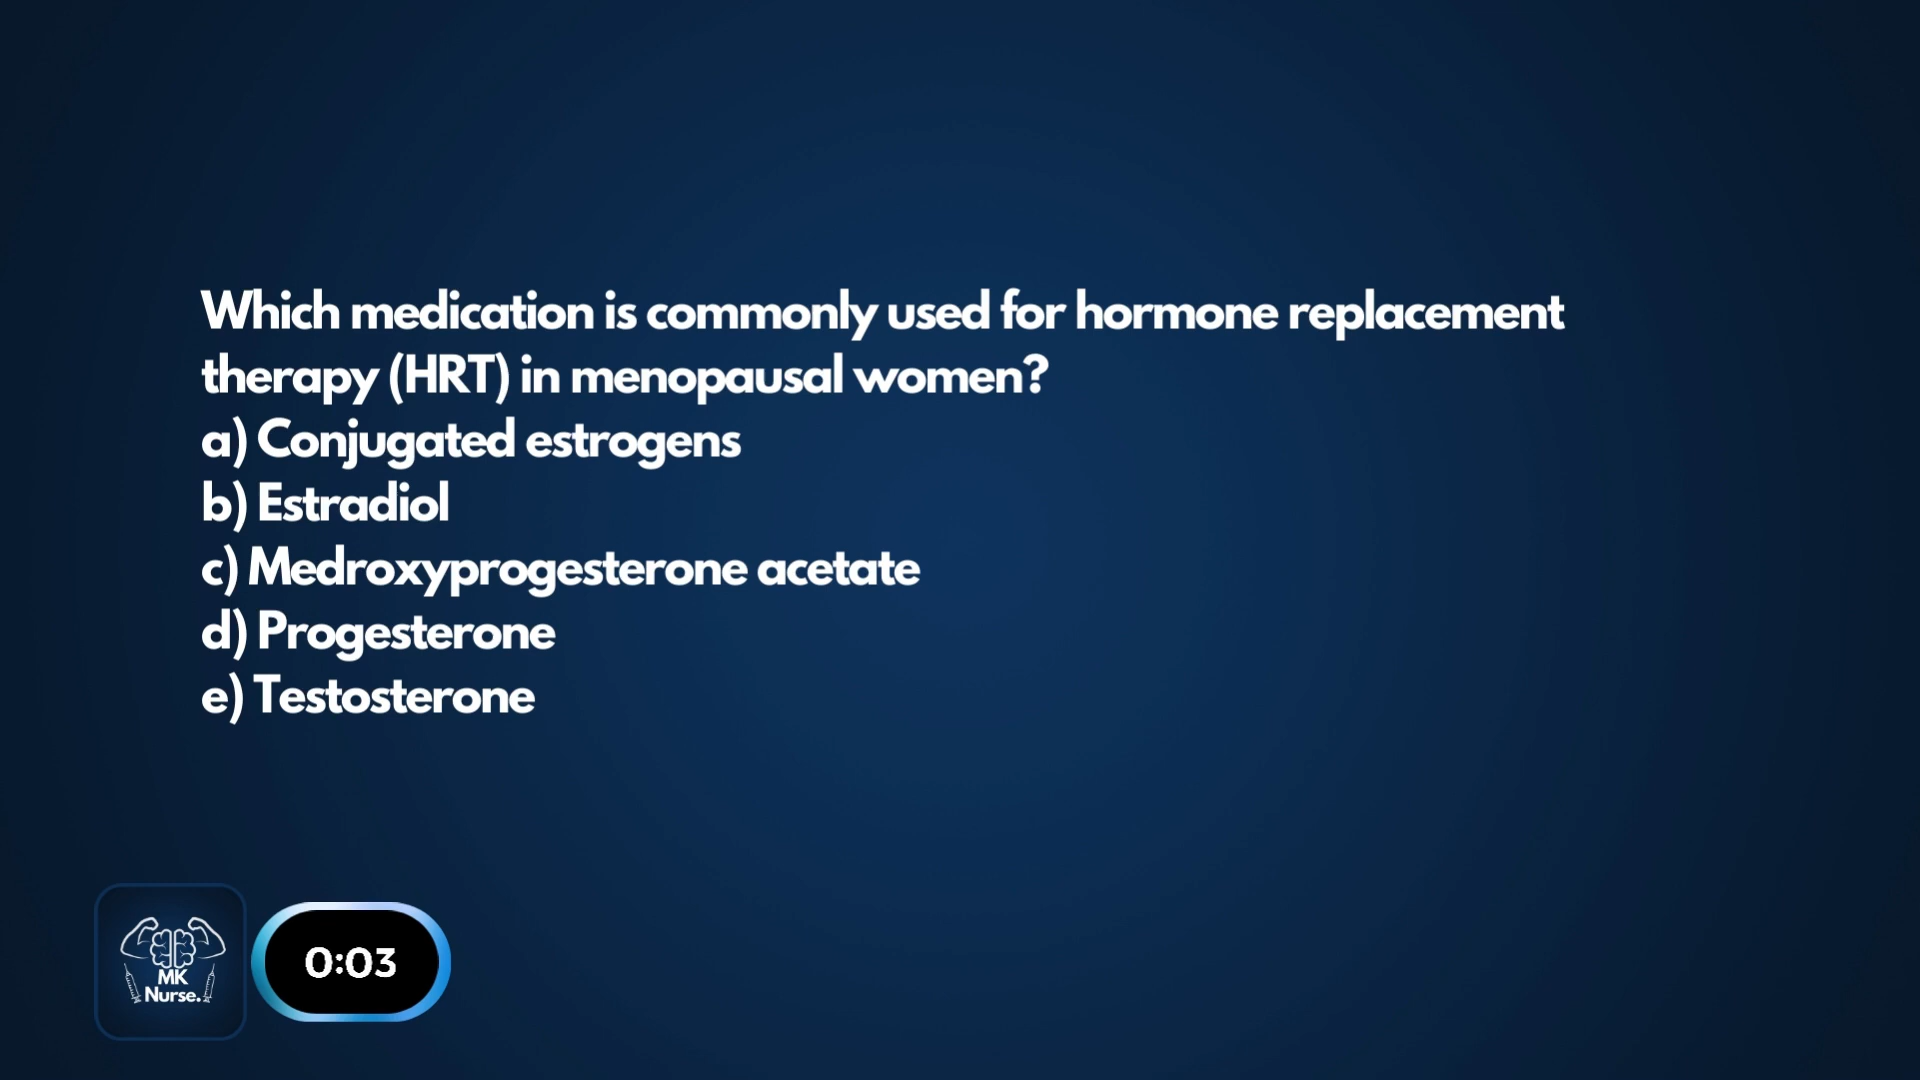 Which medication is commonly used for hormone replacement
therapy (HRT) in menopausal women?
a) Conjugated estrogens
b) Estradiol
c) Medroxyprogesterone acetate
d) Progesterone
e) Testosterone
MK
Nurse.
0:03